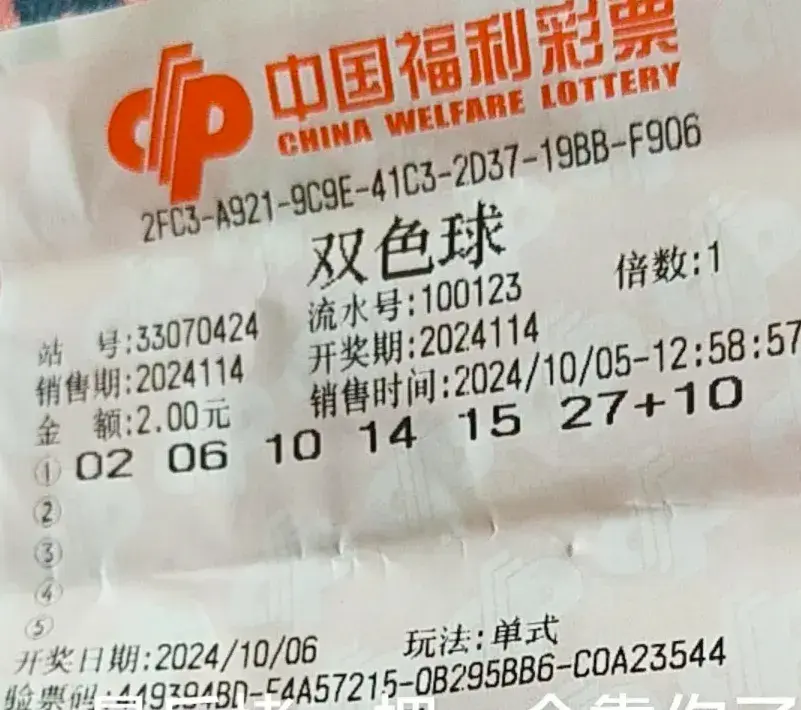 中国福利彩票
CHINA WELFARE LOTTERY
2FC3-A921-9C9E-41C3-2D37-19BB-F906
双色球
站 号:33070424 流水号:100123 倍数:1
销售期:2024114 开奖期:2024114
金 额:2.00元 销售时间:2024/10/05-12:58:57
① 02 06 10 14 15 27+10
②
③
④
⑤
开奖日期:2024/10/06 玩法:单式
验票码:449394BD-E4A57215-0B295BB6-C0A23544